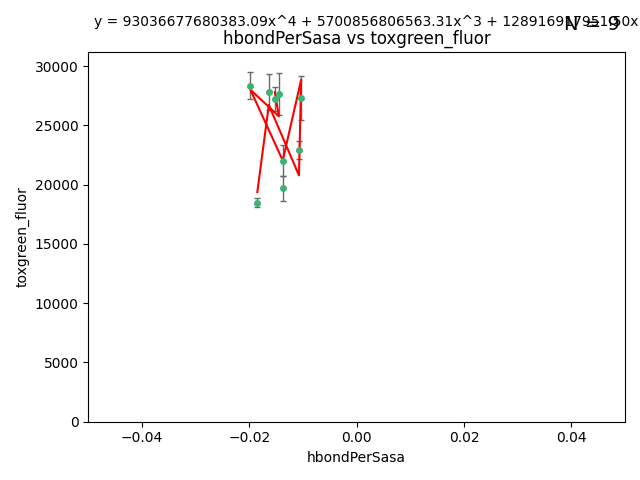 y = 93036677680383.09x^4 + 5700856806563.31x^3 +
N = 9
hbondPerSasa vs toxgreen_fluor
30000
25000
20000
15000
10000
5000
0
toxgreen_fluor
−0.04 −0.02 0.00 0.02 0.04
hbondPerSasa